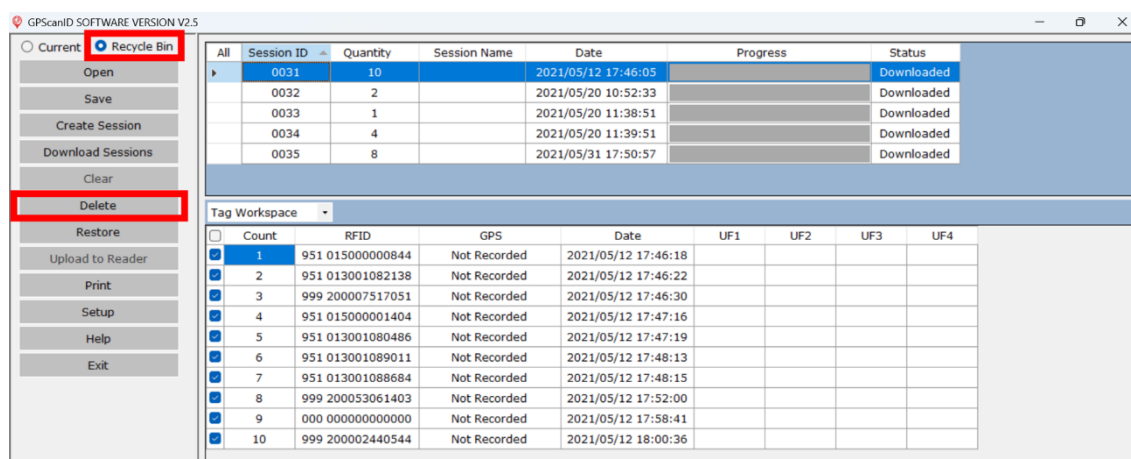 GPScanID SOFTWARE VERSION V2.5
Current Recycle Bin
Open
Save
Create Session
Download Sessions
Clear
Delete
Restore
Upload to Reader
Print
Setup
Help
Exit
All Session ID Quantity Session Name Date Progress Status
0031 10 2021/05/12 17:46:05 Downloaded
0032 2 2021/05/20 10:52:33 Downloaded
0033 1 2021/05/20 11:38:51 Downloaded
0034 4 2021/05/20 11:39:51 Downloaded
0035 8 2021/05/31 17:50:57 Downloaded
Tag Workspace
Count RFID GPS Date UF1 UF2 UF3 UF4
1 951 015000000844 Not Recorded 2021/05/12 17:46:18
2 951 013001082138 Not Recorded 2021/05/12 17:46:22
3 999 200007517051 Not Recorded 2021/05/12 17:46:30
4 951 015000001404 Not Recorded 2021/05/12 17:47:16
5 951 013001080486 Not Recorded 2021/05/12 17:47:19
6 951 013001089011 Not Recorded 2021/05/12 17:48:13
7 951 013001088684 Not Recorded 2021/05/12 17:48:15
8 999 200053061403 Not Recorded 2021/05/12 17:52:00
9 000 000000000000 Not Recorded 2021/05/12 17:58:41
10 999 200002440544 Not Recorded 2021/05/12 18:00:36